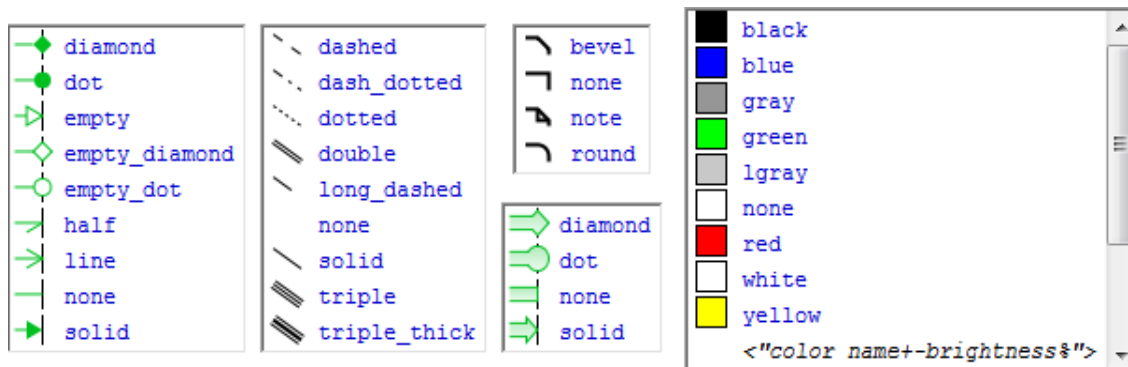 diamond
dot
empty
empty_diamond
empty_dot
half
line
none
solid
dashed
dash_dotted
dotted
double
long_dashed
none
solid
triple
triple_thick
bevel
none
note
round
diamond
dot
none
solid
black
blue
gray
green
lgray
none
red
white
yellow
<"color name+-brightness%">